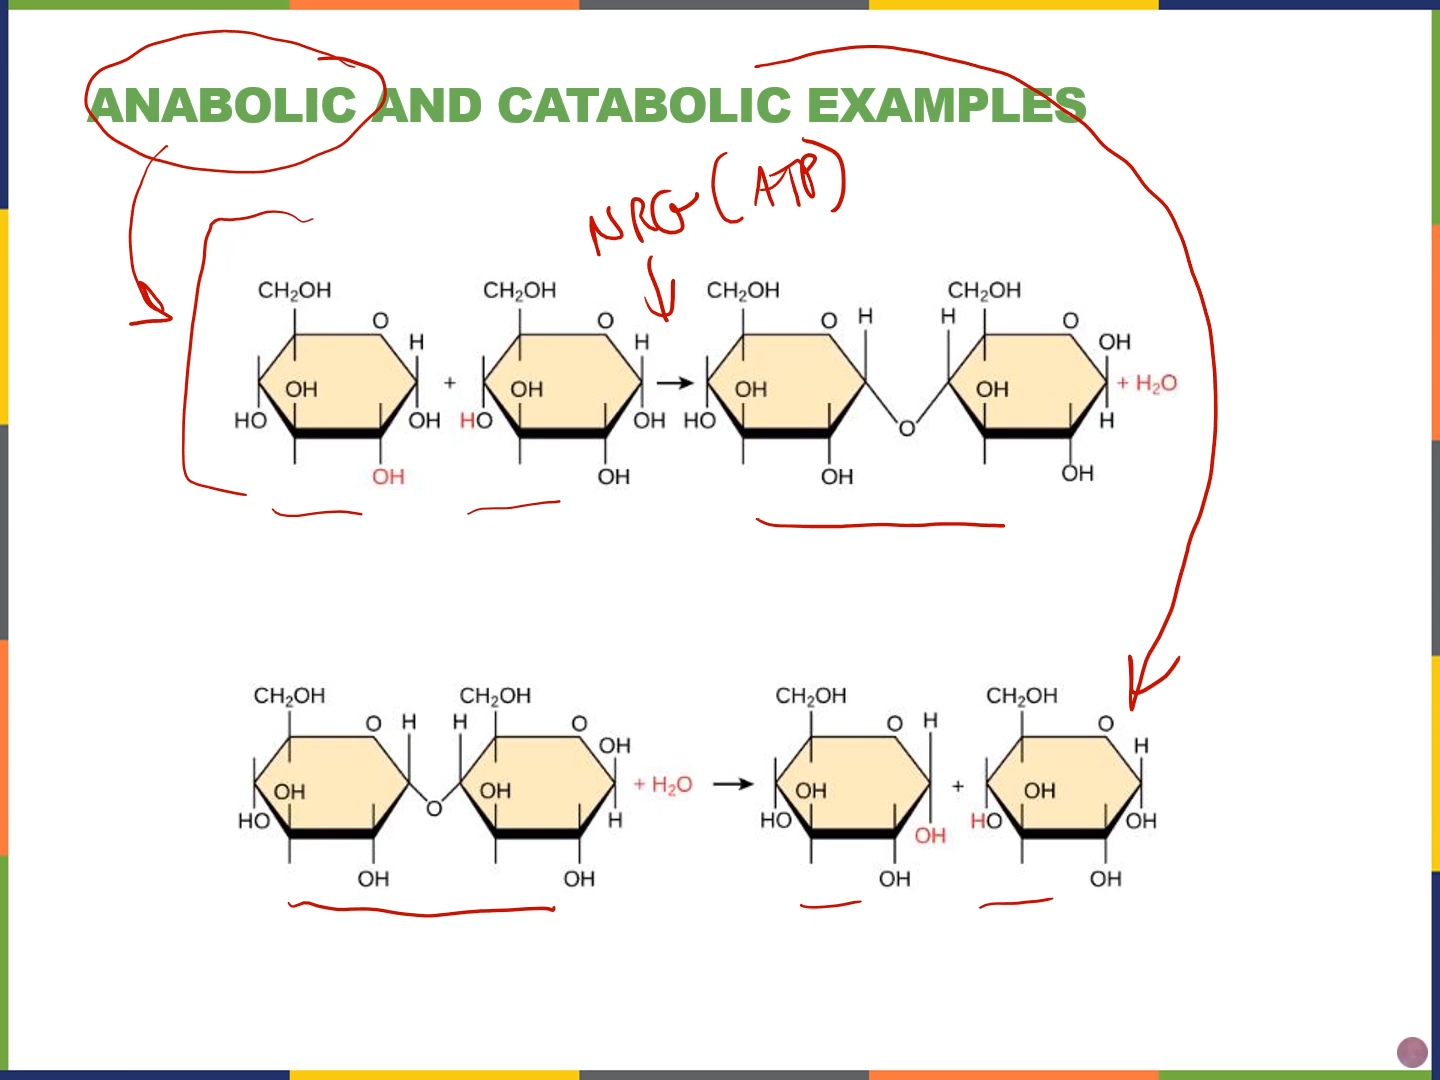 ANABOLIC AND CATABOLIC EXAMPLES
NRG (ATP)
CH₂OH CH₂OH CH₂OH CH₂OH
O H O H O H H O OH
OH + OH → OH OH + H₂O
HO OH HO OH HO O H
OH OH OH OH
CH₂OH CH₂OH CH₂OH CH₂OH
O H H O OH O H O H
OH OH + H₂O → OH + OH
HO O H HO OH HO OH
OH OH OH OH